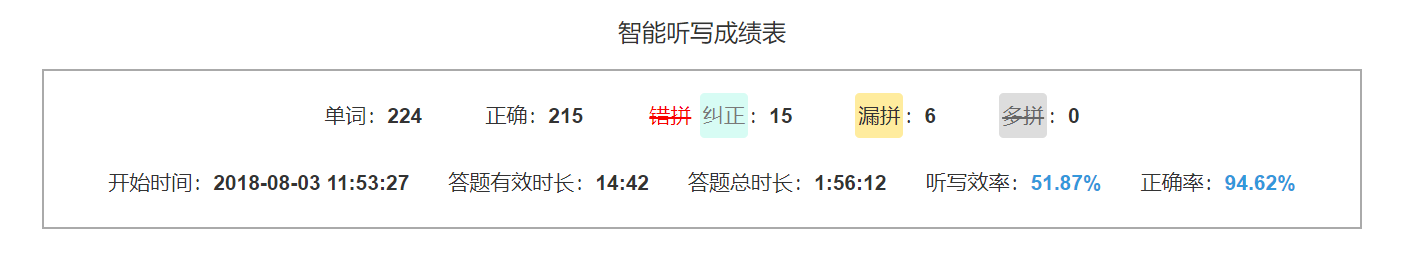 智能听写成绩表
单词：224 正确：215 错拼 纠正：15 漏拼：6 多拼：0
开始时间：2018-08-03 11:53:27 答题有效时长：14:42 答题总时长：1:56:12 听写效率：51.87% 正确率：94.62%